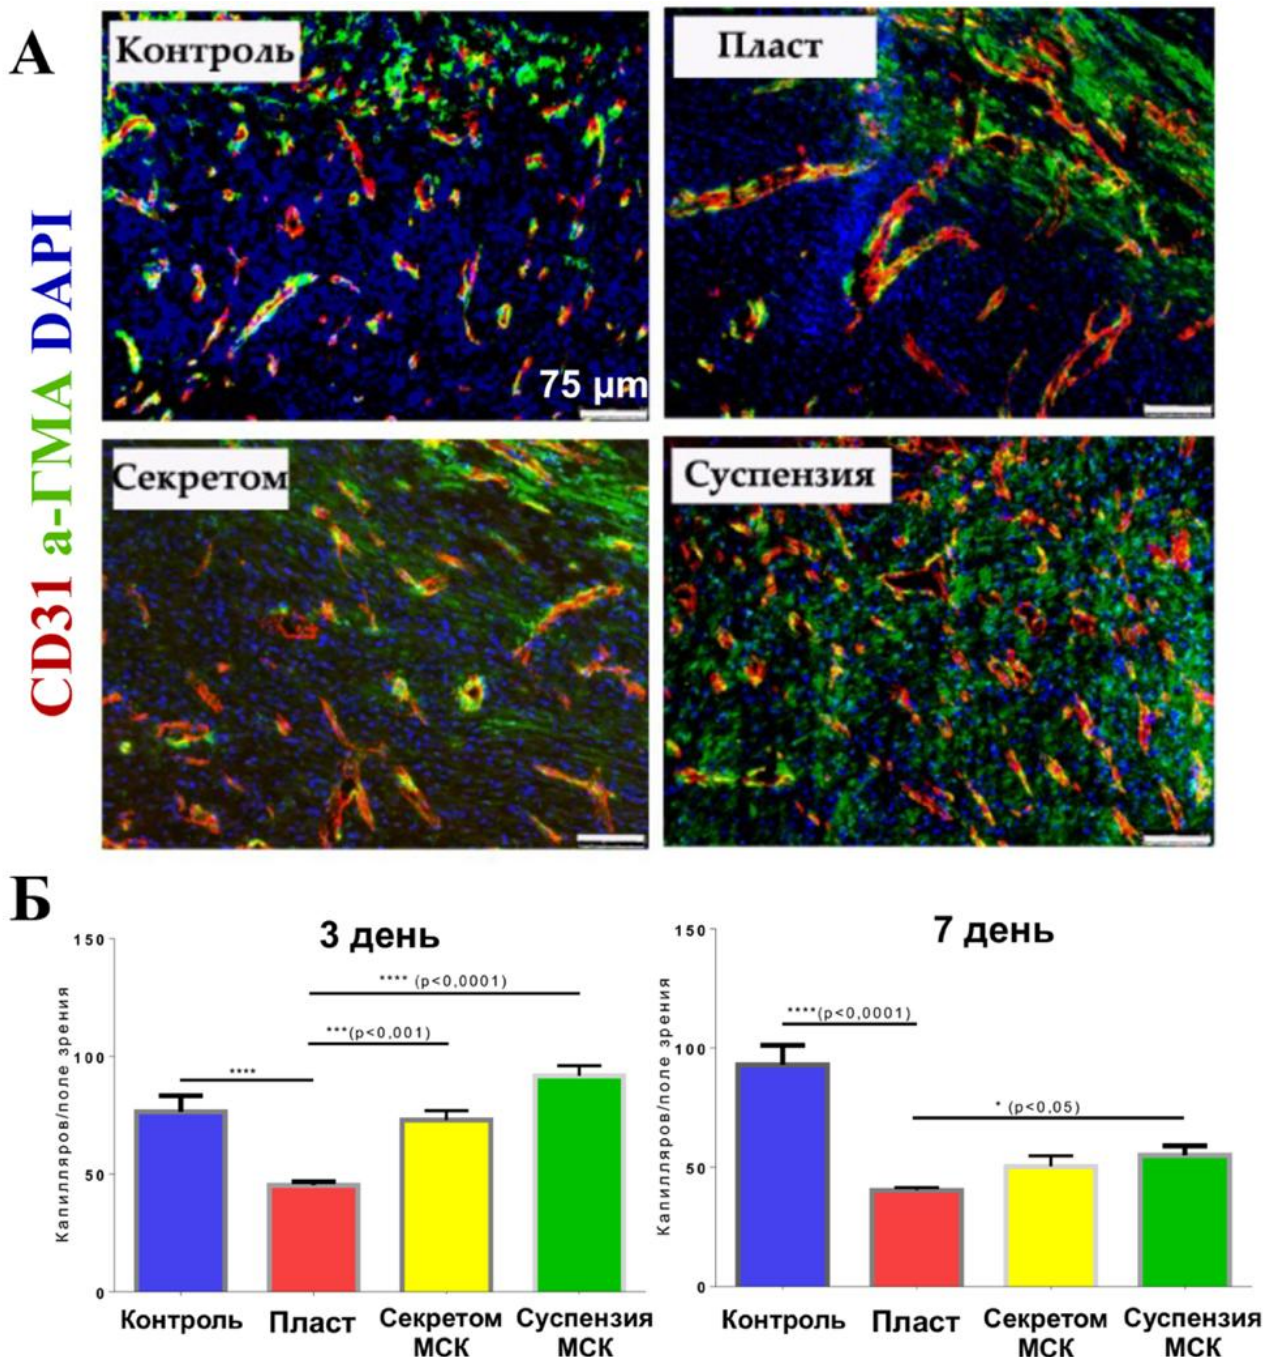 А
Контроль
Пласт
75 μm
CD31 а-ГМА DAPI
Секретом
Суспензия
Б
3 день
Капилляров/поле зрения
150
100
50
0
**** (p<0,0001)
***(p<0,001)
****
Контроль
Пласт
Секретом
МСК
Суспензия
МСК
7 день
Капилляров/поле зрения
150
100
50
0
****(p<0,0001)
* (p<0,05)
Контроль
Пласт
Секретом
МСК
Суспензия
МСК